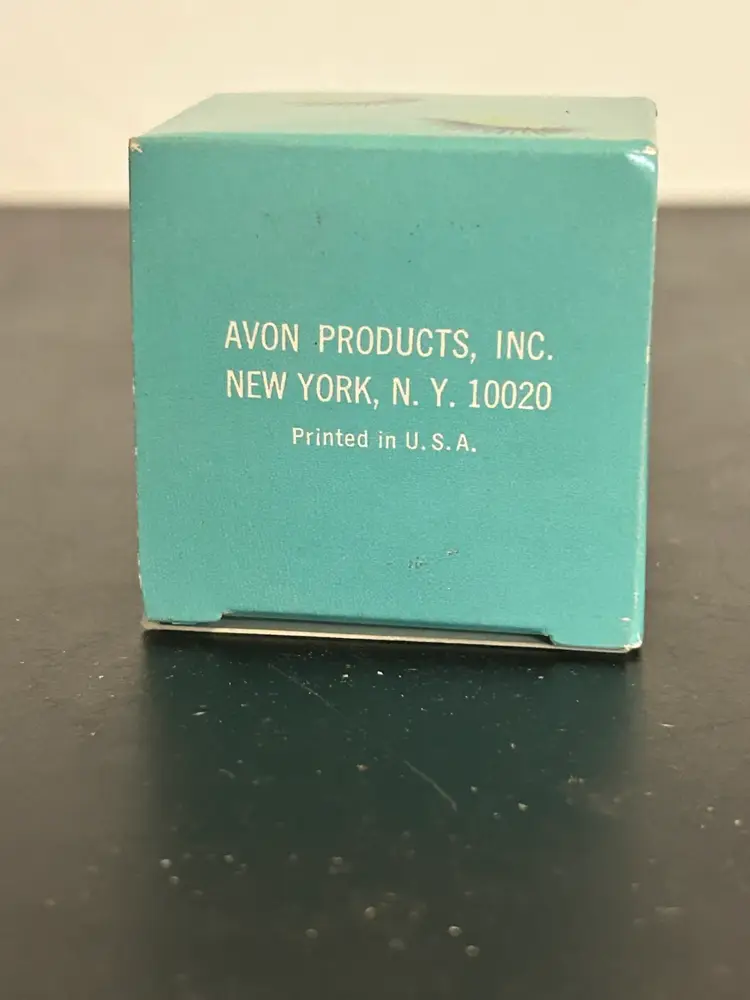 AVON PRODUCTS, INC.
NEW YORK, N. Y. 10020
Printed in U.S.A.